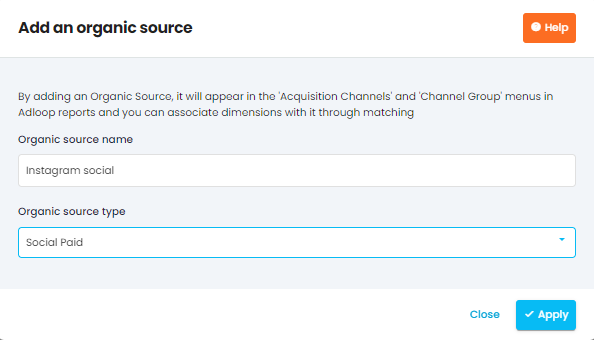 Add an organic source
Help
By adding an Organic Source, it will appear in the 'Acquisition Channels' and 'Channel Group' menus in
Adloop reports and you can associate dimensions with it through matching
Organic source name
Instagram social
Organic source type
Social Paid
Close
Apply